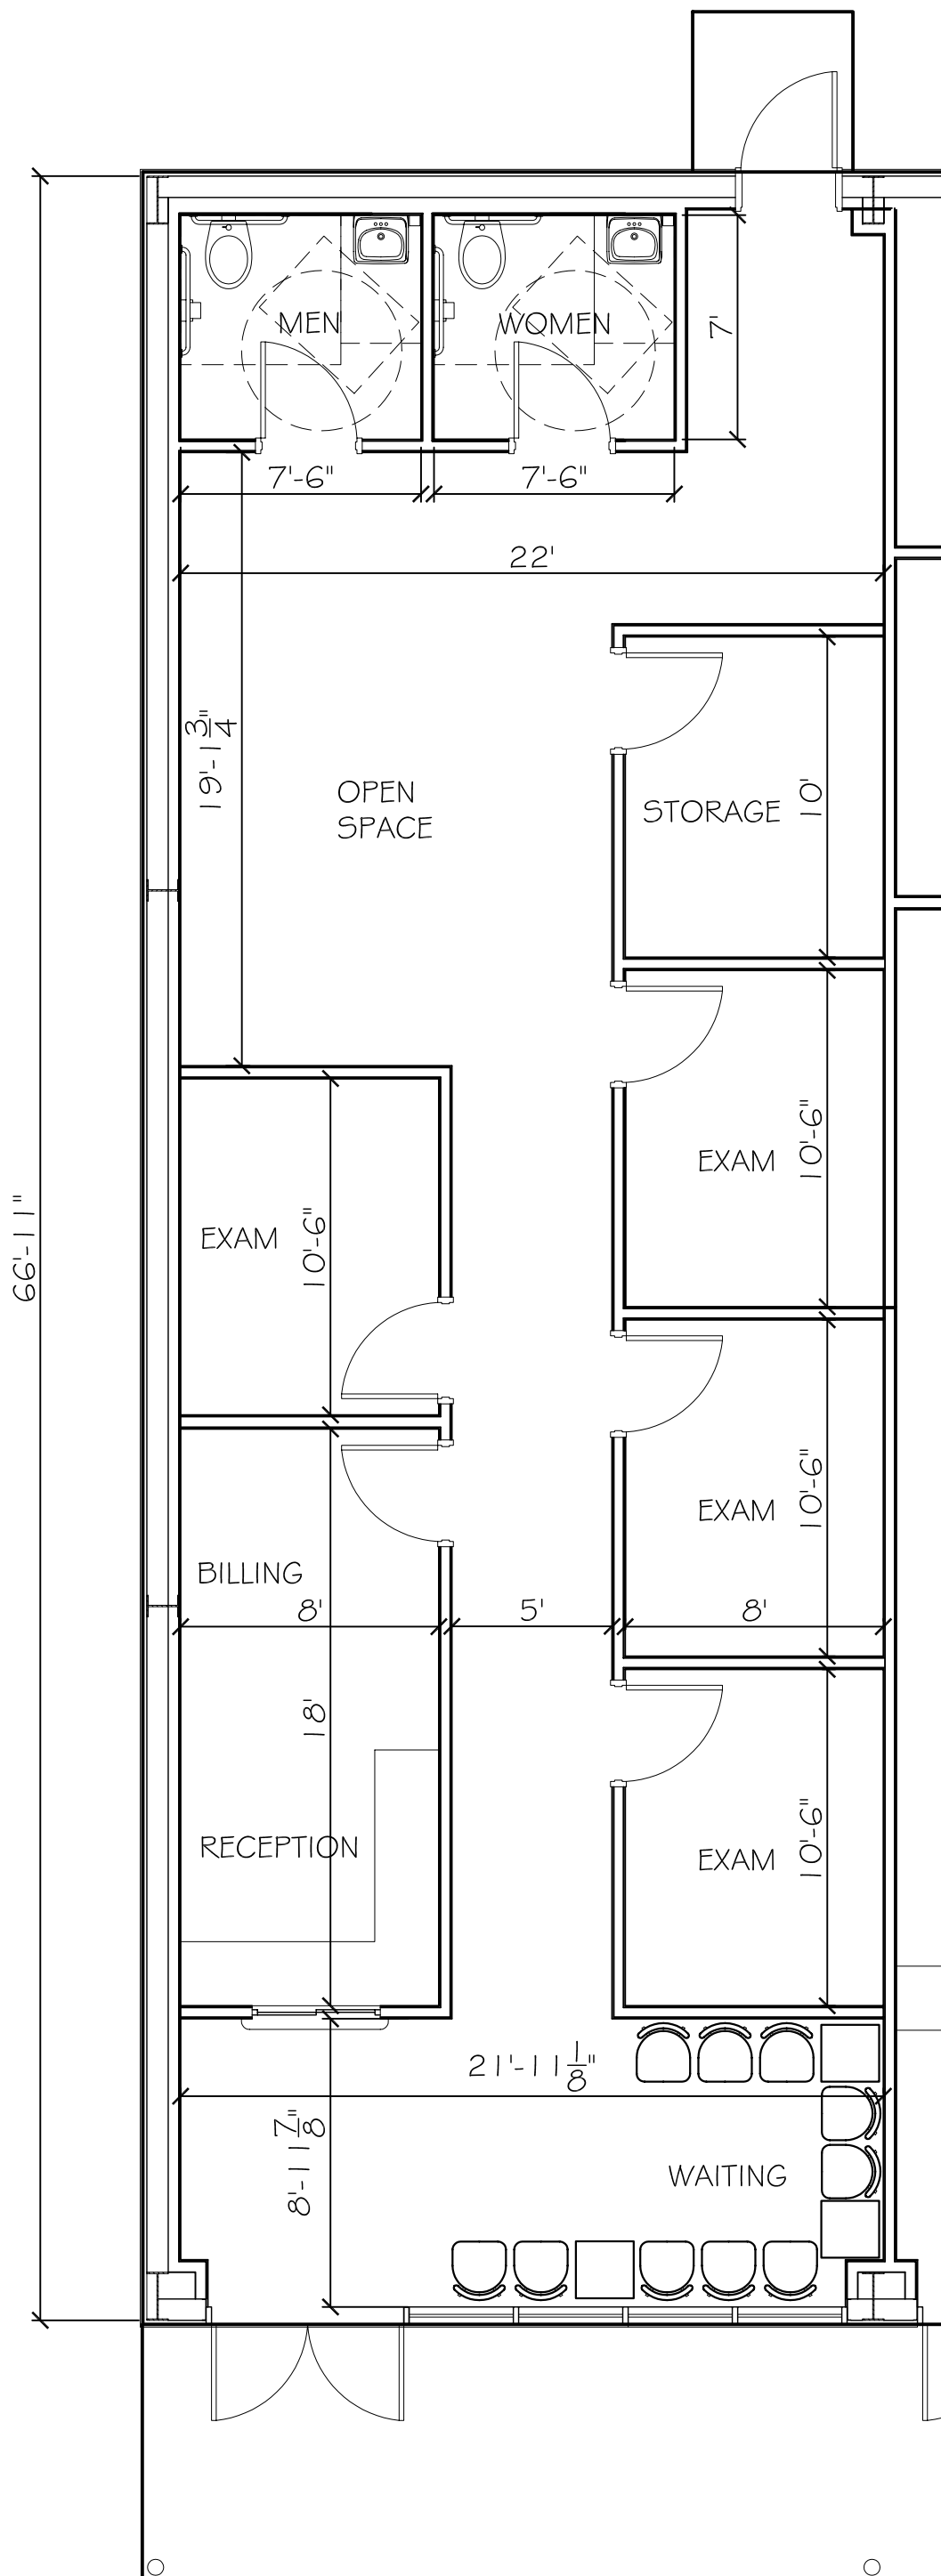 MEN
WOMEN
7'
7'-6"
7'-6"
22'
19'-1 3/4"
OPEN
SPACE
STORAGE
10'
EXAM
10'-6"
EXAM
10'-6"
66'-11"
EXAM
10'-6"
BILLING
8'
5'
8'
18'
RECEPTION
EXAM
10'-6"
21'-11 1/8"
8'-11 7/8"
WAITING